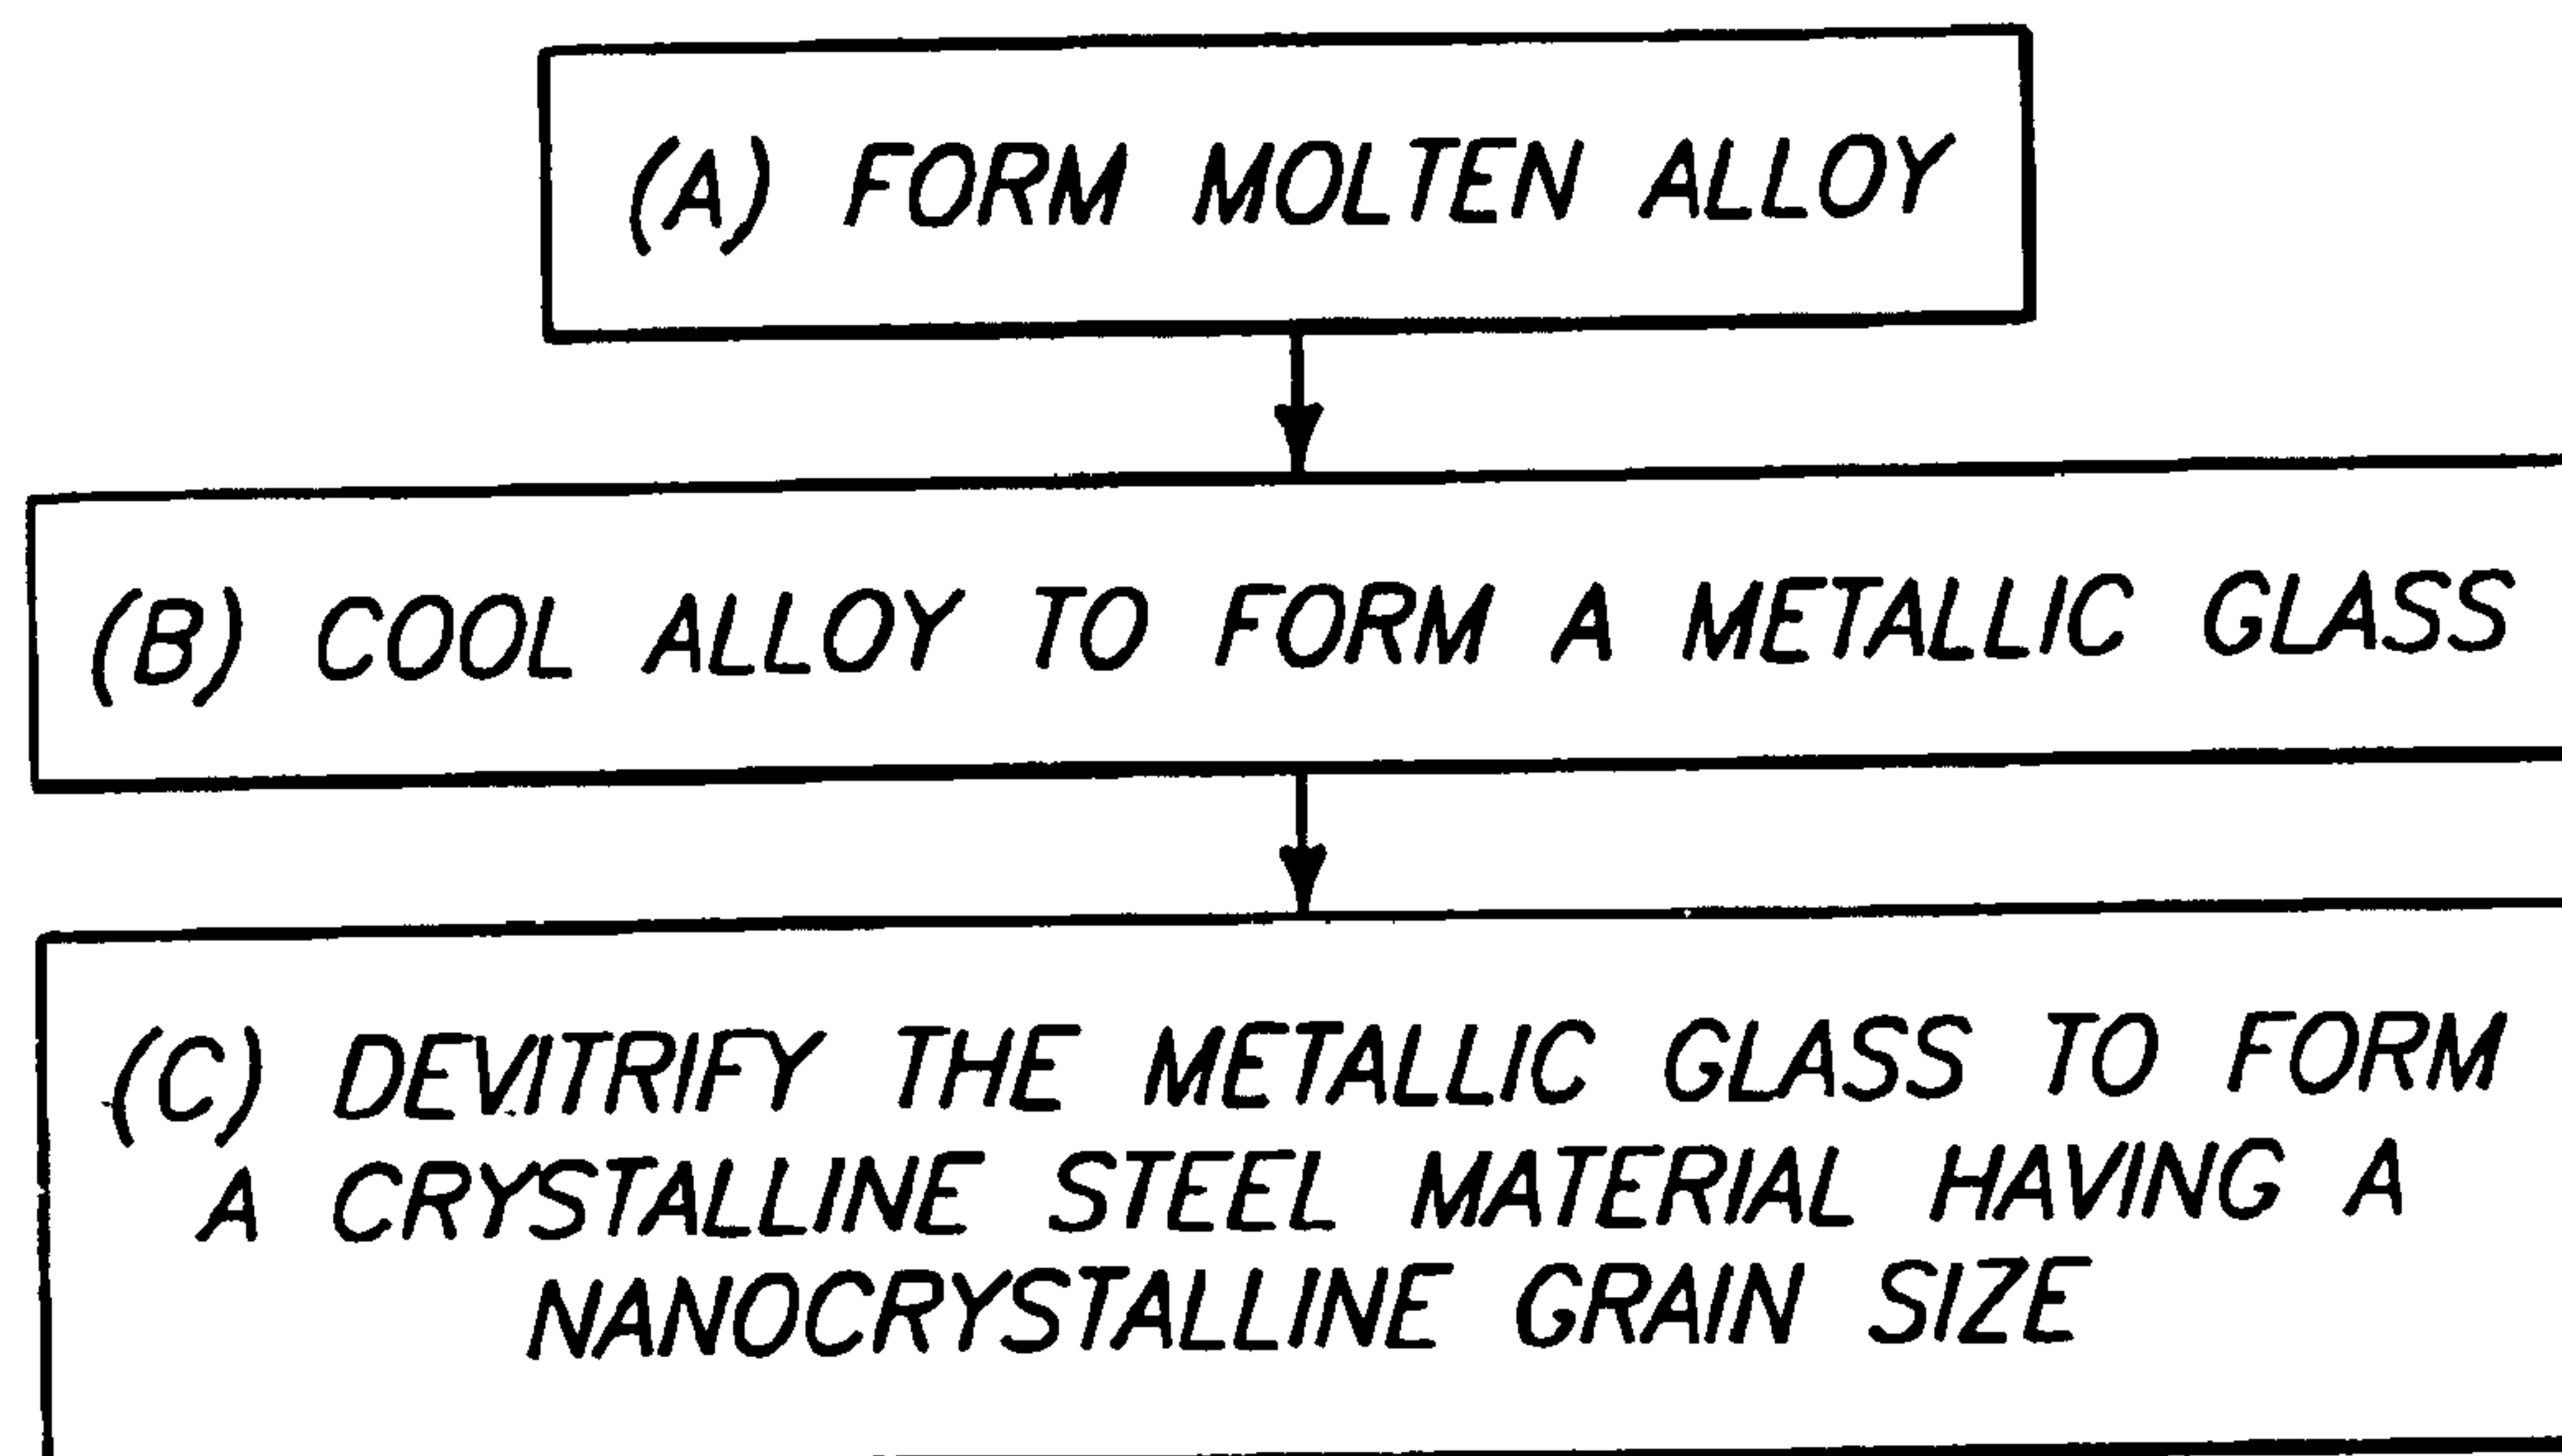 (A) FORM MOLTEN ALLOY
(B) COOL ALLOY TO FORM A METALLIC GLASS
(C) DEVITRIFY THE METALLIC GLASS TO FORM
A CRYSTALLINE STEEL MATERIAL HAVING A
NANOCRYSTALLINE GRAIN SIZE